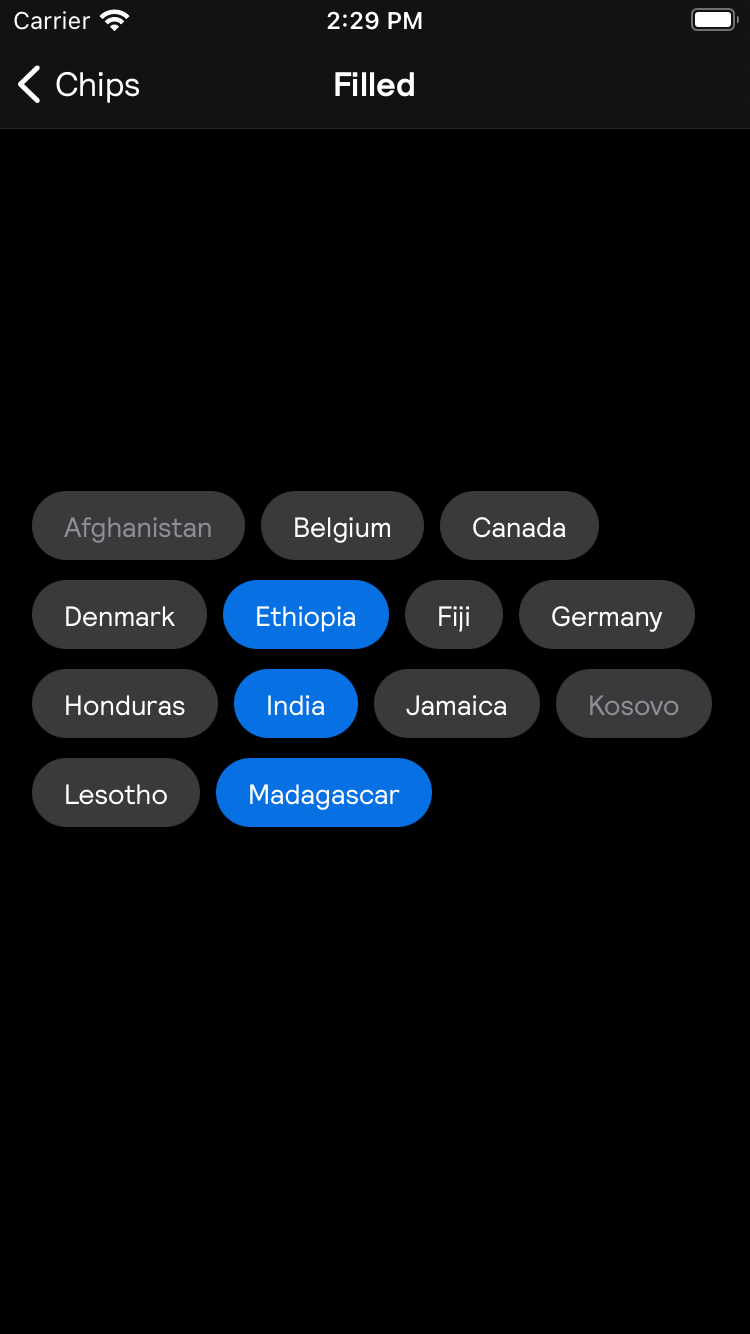 Carrier 2:29 PM
Chips Filled
Afghanistan Belgium Canada
Denmark Ethiopia Fiji Germany
Honduras India Jamaica Kosovo
Lesotho Madagascar